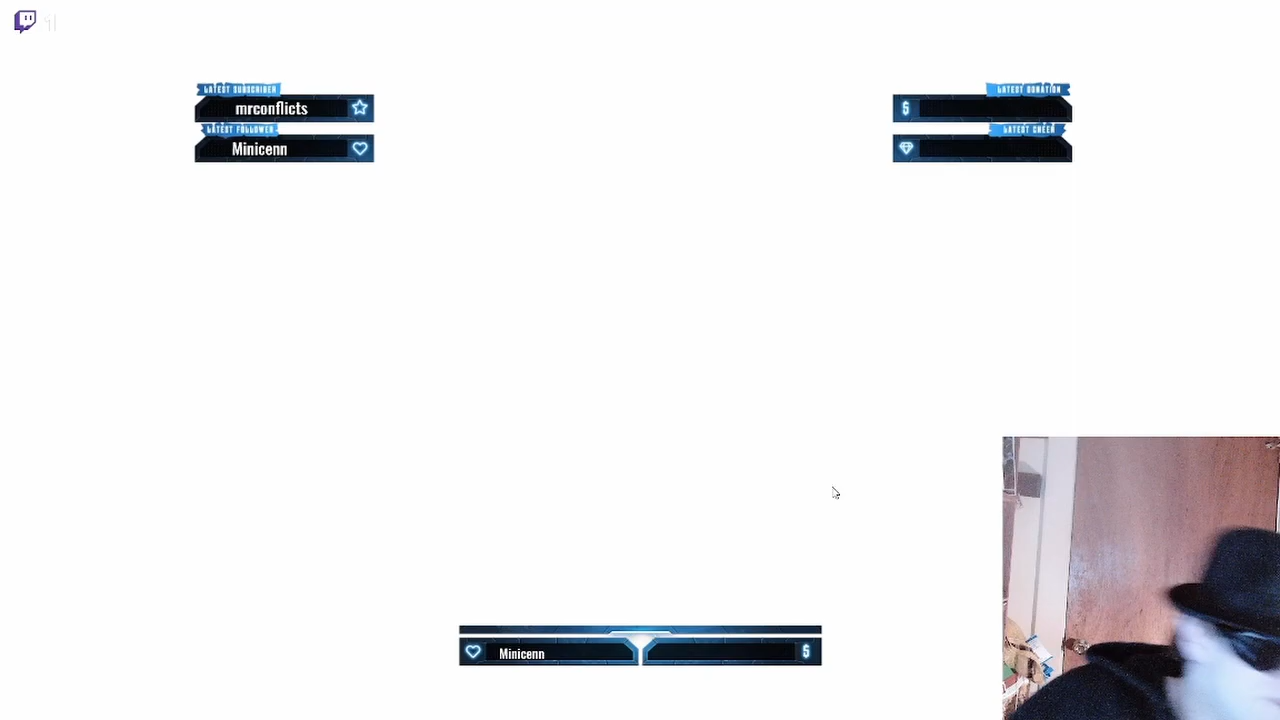 LATEST SUBSCRIBER
mrconflicts
LATEST FOLLOWER
Minicenn
LATEST DONATION
$
LATEST CHEER
Minicenn
$